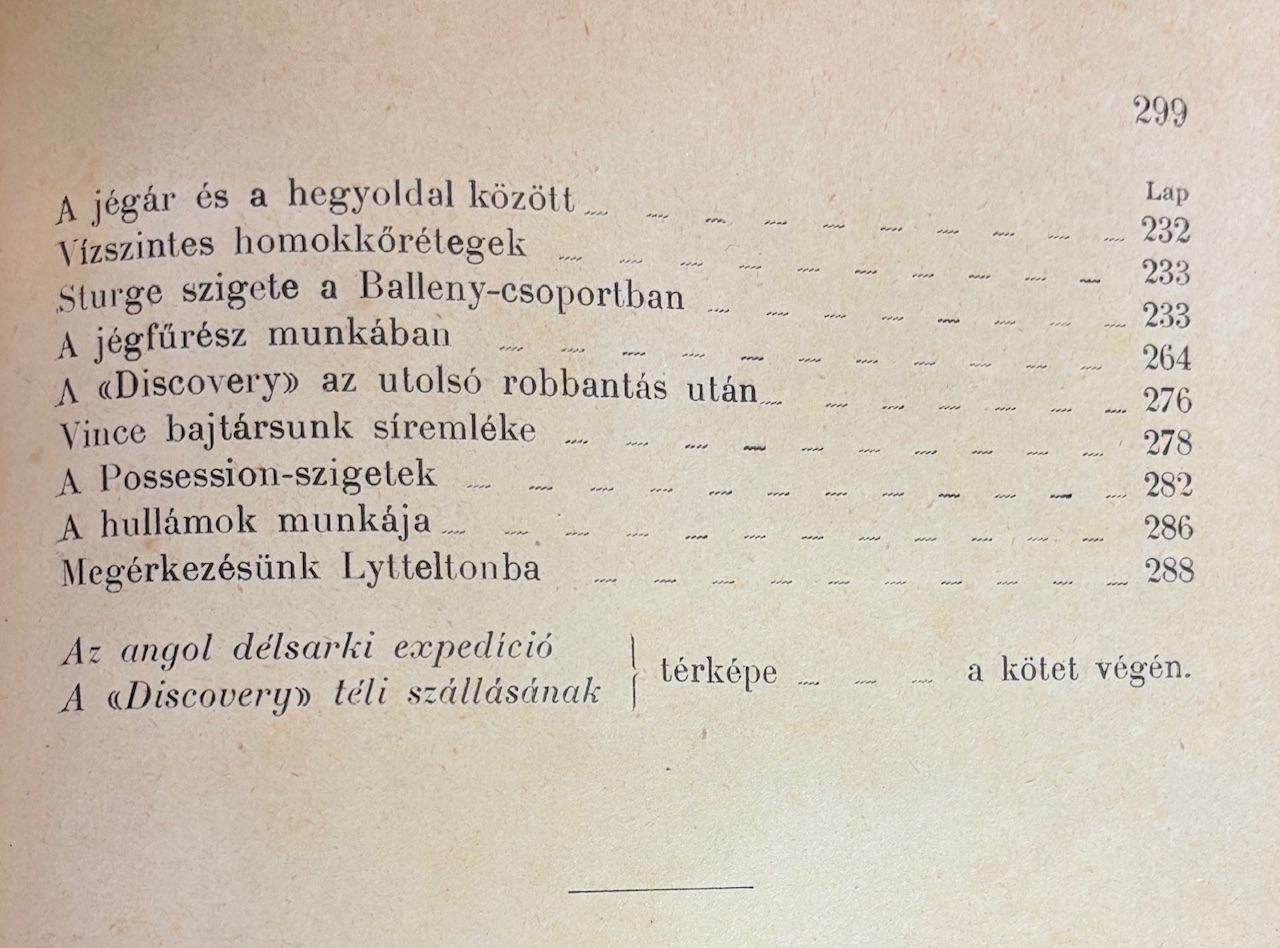 299
Lap
A jégár és a hegyoldal között 232
Vízszintes homokkőrétegek 233
Sturge szigete a Balleny-csoportban 233
A jégfűrész munkában 264
A «Discovery» az utolsó robbantás után 276
Vince bajtársunk síremléke 278
A Possession-szigetek 282
A hullámok munkája 286
Megérkezésünk Lytteltonba 288
Az angol délsarki expedíció
A «Discovery» téli szállásának
térképe a kötet végén.